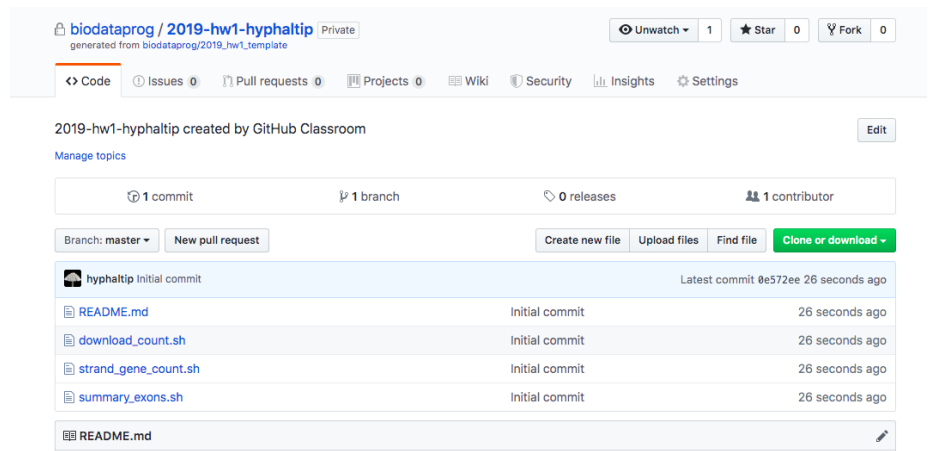 biodataprog / 2019-hw1-hyphaltip Private Unwatch 1 Star 0 Fork 0
generated from biodataprog/2019_hw1_template
<> Code Issues 0 Pull requests 0 Projects 0 Wiki Security Insights Settings
2019-hw1-hyphaltip created by GitHub Classroom Edit
Manage topics
1 commit 1 branch 0 releases 1 contributor
Branch: master New pull request Create new file Upload files Find file Clone or download
hyphaltip Initial commit Latest commit 0e572ee 26 seconds ago
README.md Initial commit 26 seconds ago
download_count.sh Initial commit 26 seconds ago
strand_gene_count.sh Initial commit 26 seconds ago
summary_exons.sh Initial commit 26 seconds ago
README.md